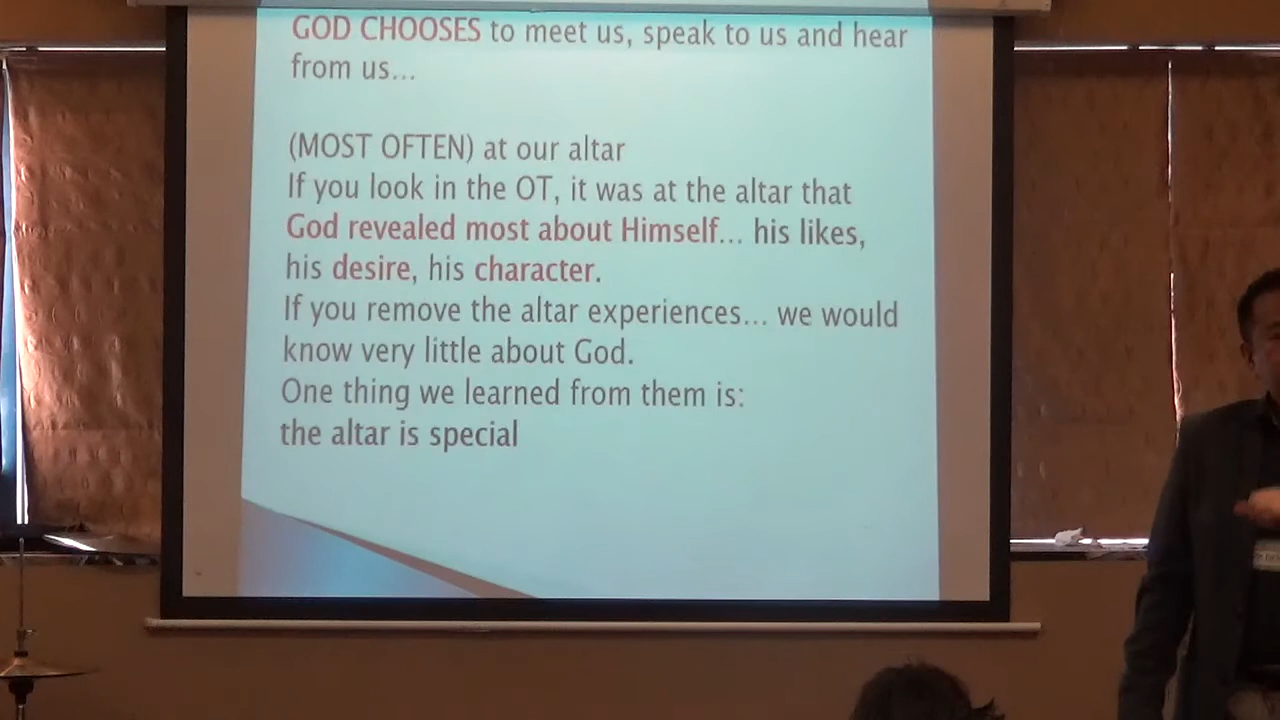 GOD CHOOSES to meet us, speak to us and hear
from us...
(MOST OFTEN) at our altar
If you look in the OT, it was at the altar that
God revealed most about Himself... his likes,
his desire, his character.
If you remove the altar experiences... we would
know very little about God.
One thing we learned from them is:
the altar is special